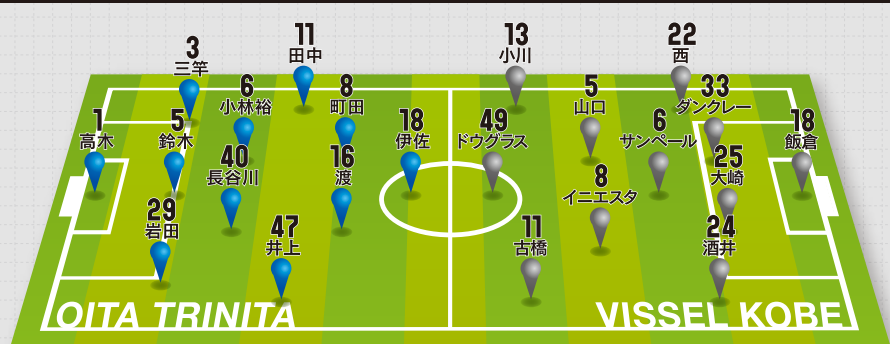 11
田中
13
小川
22
西
3
三竿
6
小林裕
8
町田
5
山口
33
ダンクレー
1
高木
5
鈴木
18
伊佐
49
ドウグラス
6
サンペール
18
飯倉
40
長谷川
16
渡
8
イニエスタ
25
大崎
29
岩田
47
井上
11
古橋
24
酒井
OITA TRINITA
VISSEL KOBE